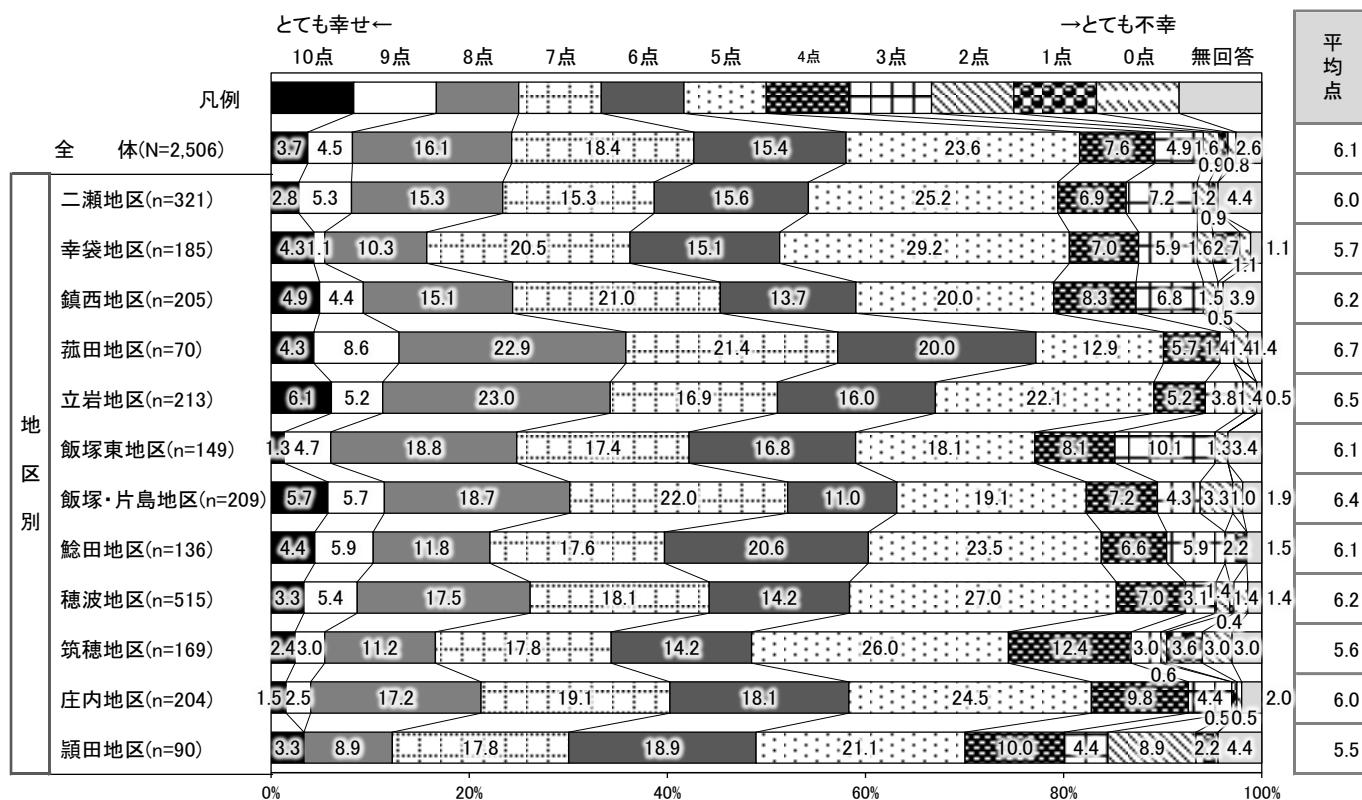 とても幸せ← →とても不幸
10点 9点 8点 7点 6点 5点 4点 3点 2点 1点 0点 無回答 平均点
凡例
全 体(N=2,506) 3.7 4.5 16.1 18.4 15.4 23.6 7.6 4.9 1.6 0.9 0.8 2.6 6.1
地区別
二瀬地区(n=321) 2.8 5.3 15.3 15.3 15.6 25.2 6.9 7.2 1.2 0.9 4.4 6.0
幸袋地区(n=185) 4.3 1.1 10.3 20.5 15.1 29.2 7.0 5.9 1.6 2.7 1.1 1.1 5.7
鎮西地区(n=205) 4.9 4.4 15.1 21.0 13.7 20.0 8.3 6.8 1.5 0.5 3.9 6.2
菰田地区(n=70) 4.3 8.6 22.9 21.4 20.0 12.9 5.7 1.4 1.4 1.4 6.7
立岩地区(n=213) 6.1 5.2 23.0 16.9 16.0 22.1 5.2 3.8 1.4 0.5 6.5
飯塚東地区(n=149) 1.3 4.7 18.8 17.4 16.8 18.1 8.1 10.1 1.3 3.4 6.1
飯塚・片島地区(n=209) 5.7 5.7 18.7 22.0 11.0 19.1 7.2 4.3 3.3 1.0 1.9 6.4
鯰田地区(n=136) 4.4 5.9 11.8 17.6 20.6 23.5 6.6 5.9 2.2 1.5 6.1
穂波地区(n=515) 3.3 5.4 17.5 18.1 14.2 27.0 7.0 3.1 1.4 0.4 1.4 1.4 6.2
筑穂地区(n=169) 2.4 3.0 11.2 17.8 14.2 26.0 12.4 3.0 0.6 3.6 3.0 3.0 5.6
庄内地区(n=204) 1.5 2.5 17.2 19.1 18.1 24.5 9.8 4.4 0.5 0.5 2.0 6.0
頴田地区(n=90) 3.3 8.9 17.8 18.9 21.1 10.0 4.4 8.9 2.2 4.4 5.5
0% 20% 40% 60% 80% 100%